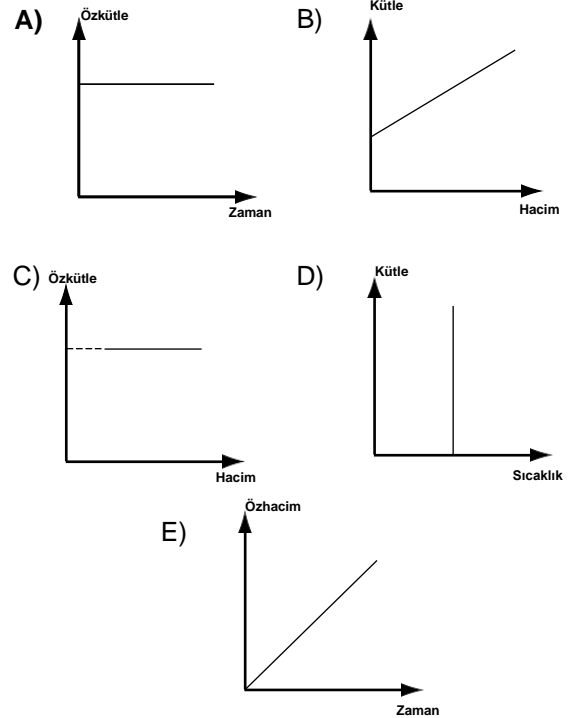 A)
Özkütle
Zaman
B)
Kütle
Hacim
C)
Özkütle
Hacim
D)
Kütle
Sıcaklık
E)
Özhacim
Zaman